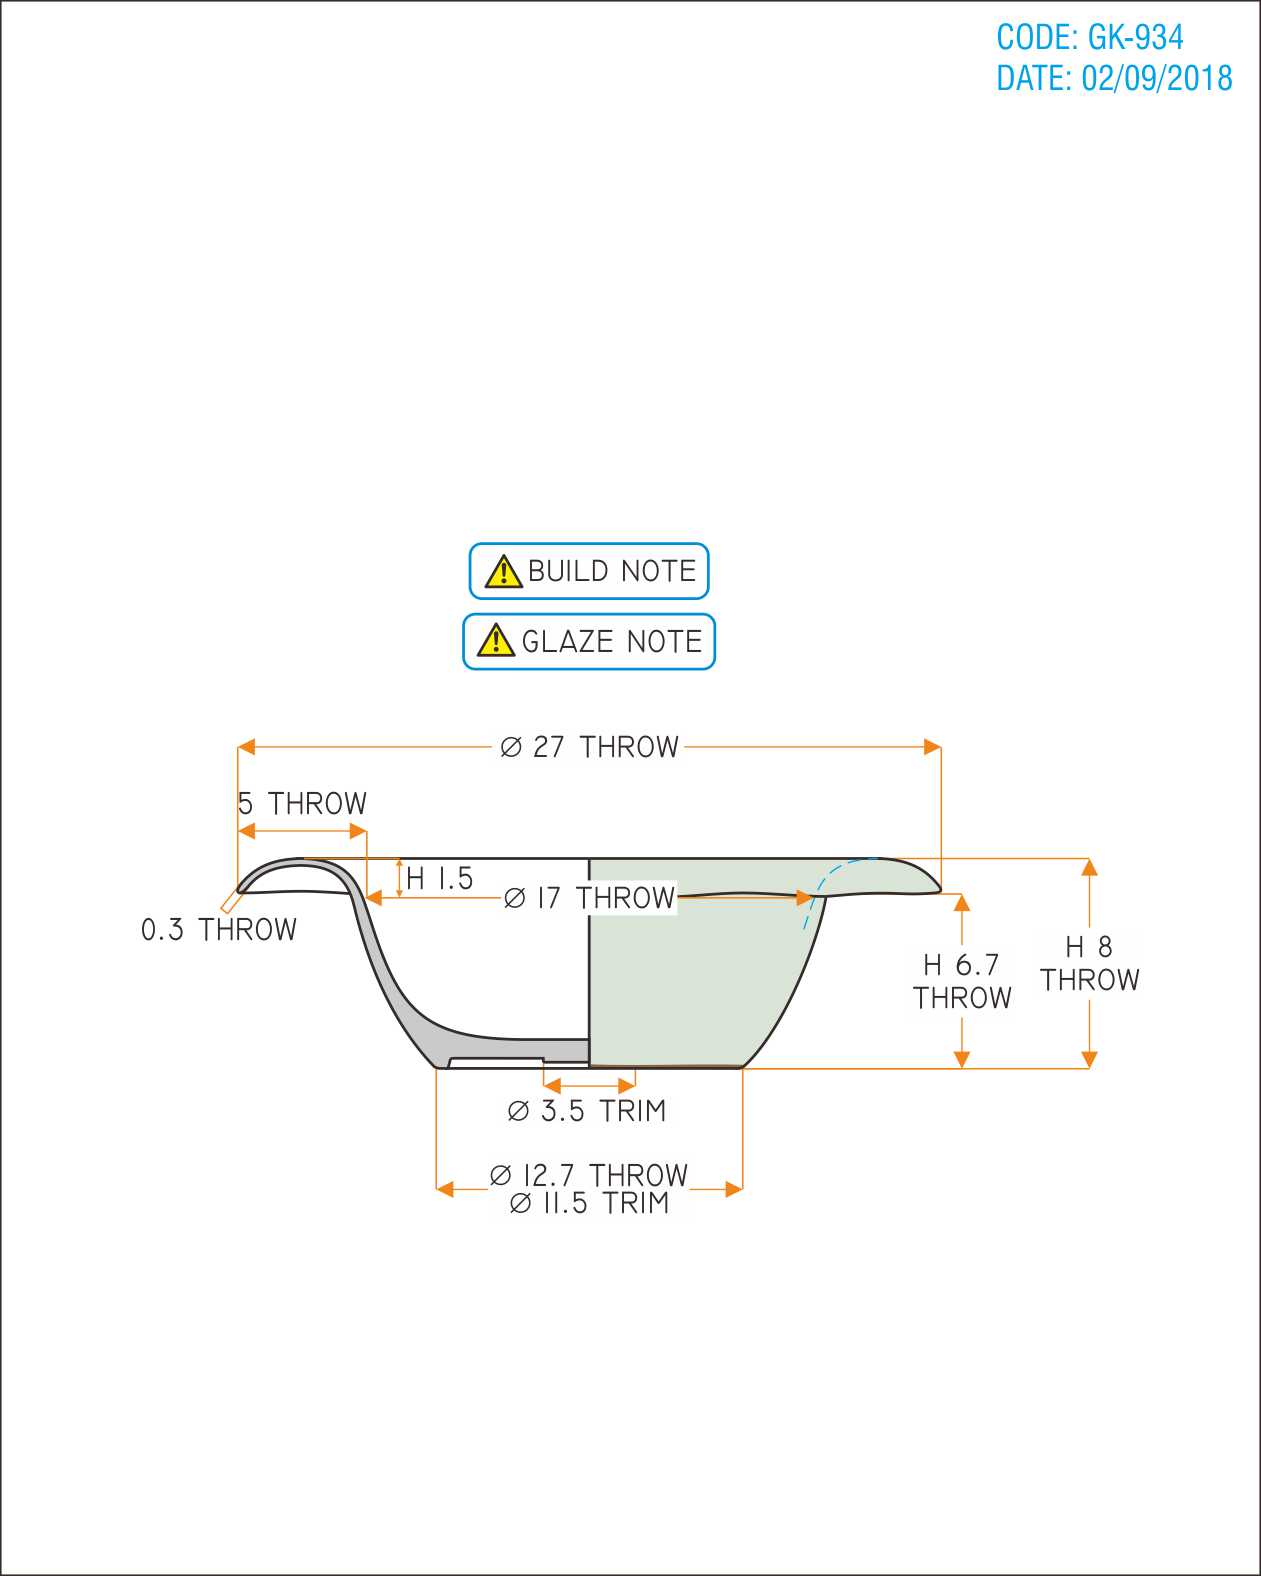 CODE: GK-934
DATE: 02/09/2018
BUILD NOTE
GLAZE NOTE
Ø 27 THROW
5 THROW
H 1.5
Ø 17 THROW
0.3 THROW
H 6.7
THROW
H 8
THROW
Ø 3.5 TRIM
Ø 12.7 THROW
Ø 11.5 TRIM